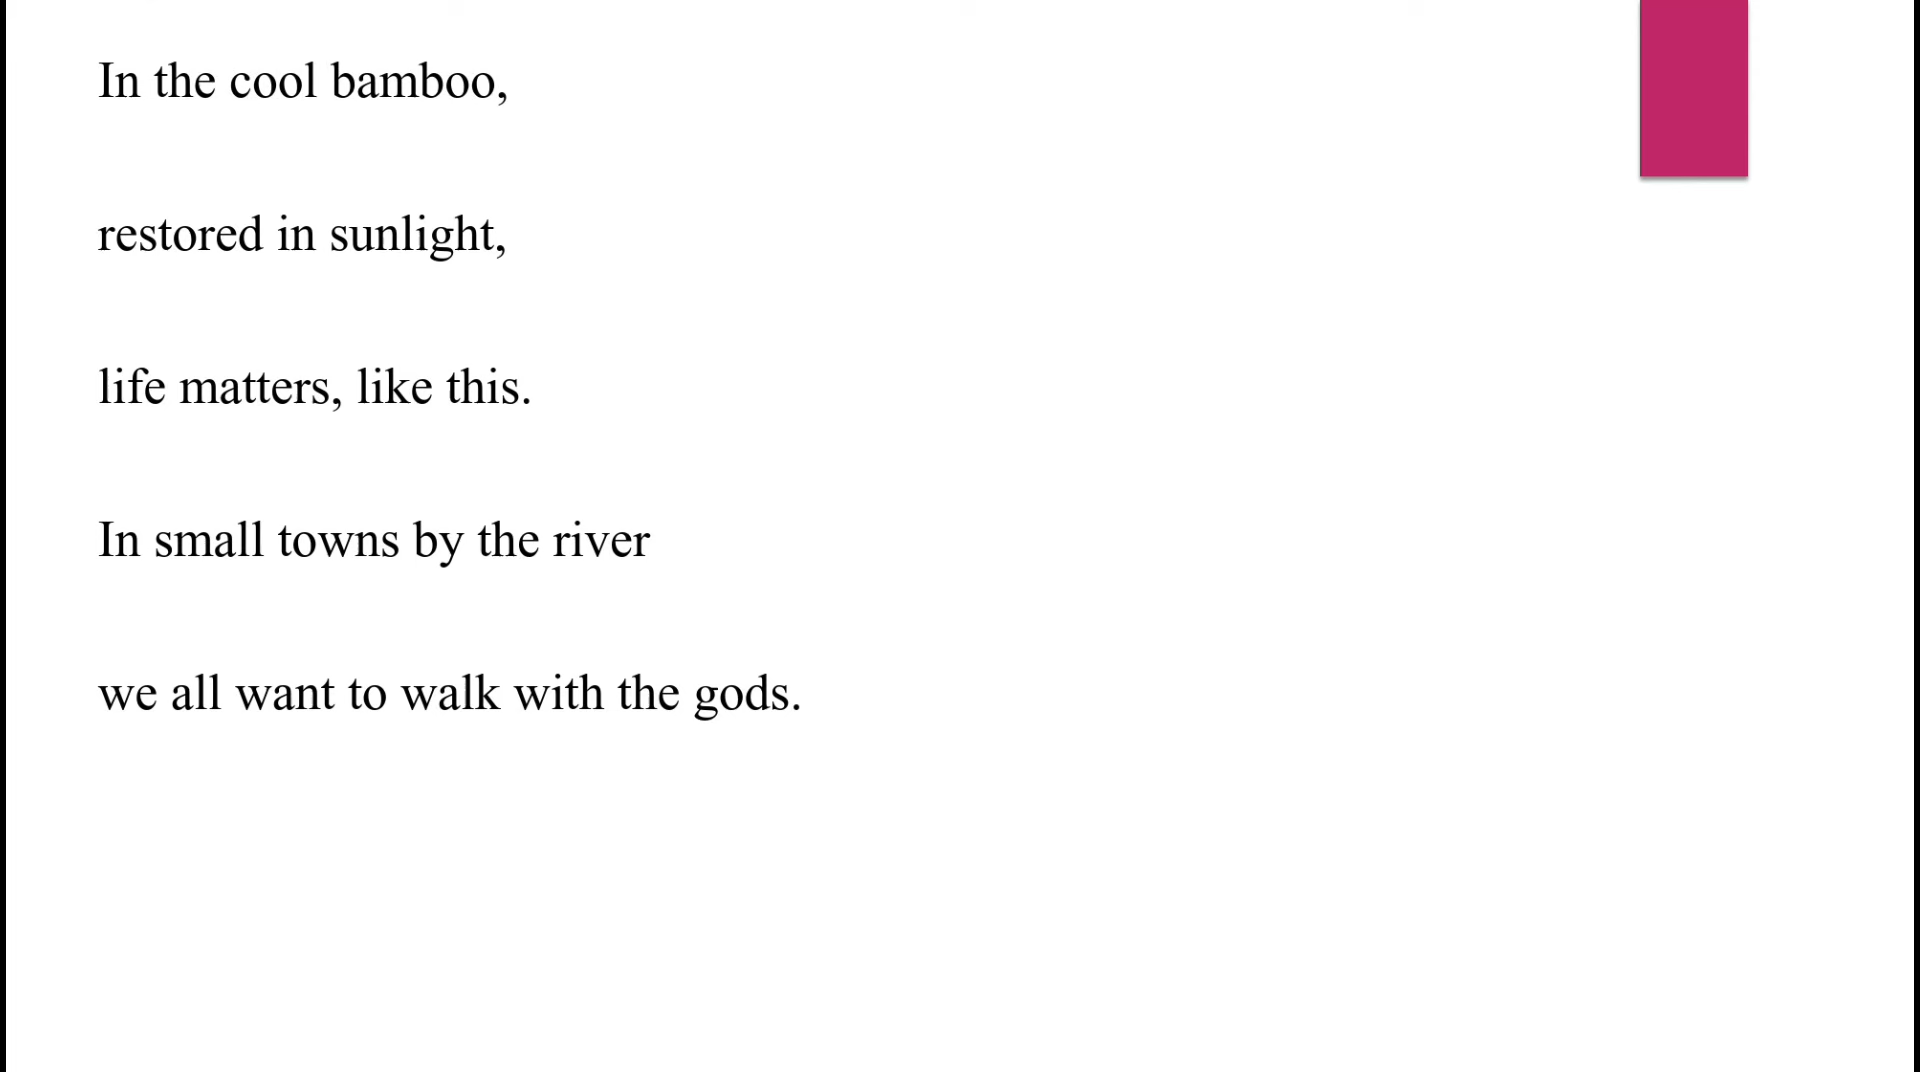 In the cool bamboo,
restored in sunlight,
life matters, like this.
In small towns by the river
we all want to walk with the gods.